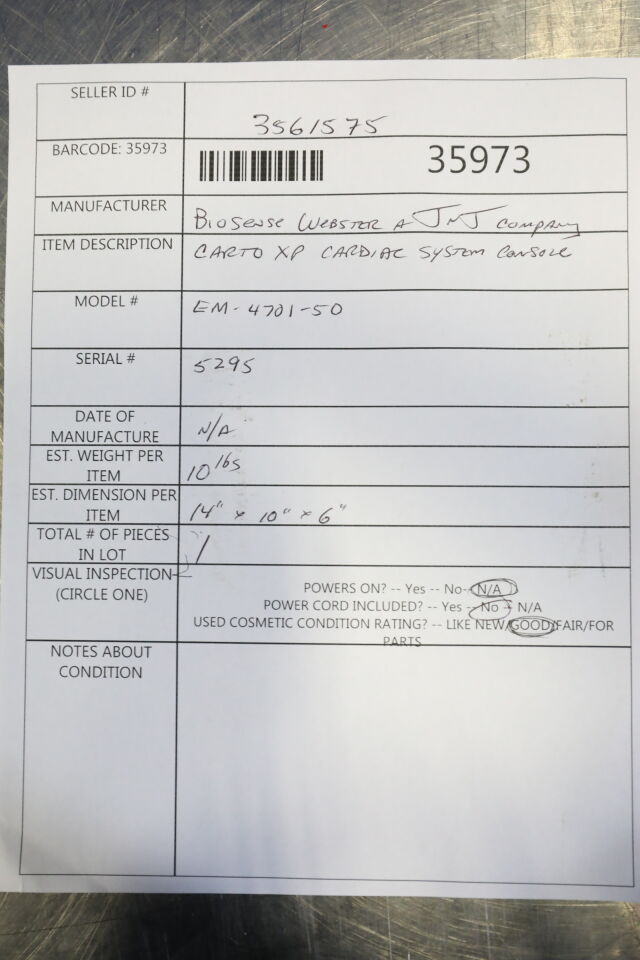 SELLER ID #
3561575
BARCODE: 35973
35973
MANUFACTURER
BIOSENSE WEBSTER A JNJ COMPANY
ITEM DESCRIPTION
CARTO XP CARDIAC SYSTEM CONSOLE
MODEL #
EM-4701-50
SERIAL #
5295
DATE OF
MANUFACTURE
N/A
EST. WEIGHT PER
ITEM
10 lbs
EST. DIMENSION PER
ITEM
14" x 10" x 6"
TOTAL # OF PIECES
IN LOT
1
VISUAL INSPECTION-
(CIRCLE ONE)
POWERS ON? -- Yes -- No--N/A
POWER CORD INCLUDED? -- Yes -- No -- N/A
USED COSMETIC CONDITION RATING? -- LIKE NEW/GOOD/FAIR/FOR
PARTS
NOTES ABOUT
CONDITION